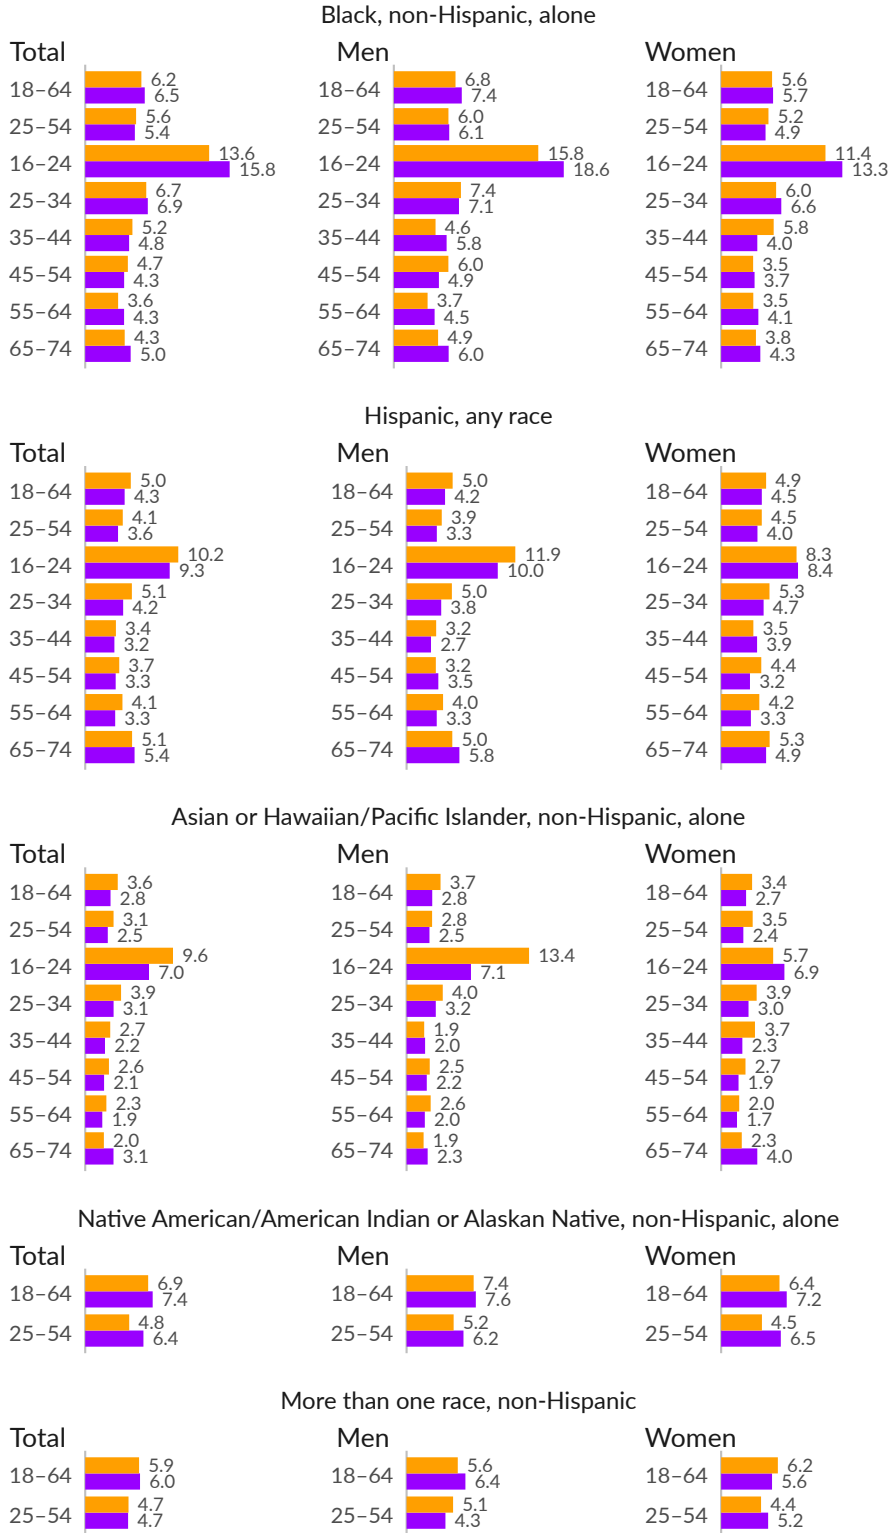 Black, non-Hispanic, alone
Total Men Women
18–64 6.2 6.5 18–64 6.8 7.4 18–64 5.6 5.7
25–54 5.6 5.4 25–54 6.0 6.1 25–54 5.2 4.9
16–24 13.6 15.8 16–24 15.8 18.6 16–24 11.4 13.3
25–34 6.7 6.9 25–34 7.4 7.1 25–34 6.0 6.6
35–44 5.2 4.8 35–44 4.6 5.8 35–44 5.8 4.0
45–54 4.7 4.3 45–54 6.0 4.9 45–54 3.5 3.7
55–64 3.6 4.3 55–64 3.7 4.5 55–64 3.5 4.1
65–74 4.3 5.0 65–74 4.9 6.0 65–74 3.8 4.3
Hispanic, any race
Total Men Women
18–64 5.0 4.3 18–64 5.0 4.2 18–64 4.9 4.5
25–54 4.1 3.6 25–54 3.9 3.3 25–54 4.5 4.0
16–24 10.2 9.3 16–24 11.9 10.0 16–24 8.3 8.4
25–34 5.1 4.2 25–34 5.0 3.8 25–34 5.3 4.7
35–44 3.4 3.2 35–44 3.2 2.7 35–44 3.5 3.9
45–54 3.7 3.3 45–54 3.2 3.5 45–54 4.4 3.2
55–64 4.1 3.3 55–64 4.0 3.3 55–64 4.2 3.3
65–74 5.1 5.4 65–74 5.0 5.8 65–74 5.3 4.9
Asian or Hawaiian/Pacific Islander, non-Hispanic, alone
Total Men Women
18–64 3.6 2.8 18–64 3.7 2.8 18–64 3.4 2.7
25–54 3.1 2.5 25–54 2.8 2.5 25–54 3.5 2.4
16–24 9.6 7.0 16–24 13.4 7.1 16–24 5.7 6.9
25–34 3.9 3.1 25–34 4.0 3.2 25–34 3.9 3.0
35–44 2.7 2.2 35–44 1.9 2.0 35–44 3.7 2.3
45–54 2.6 2.1 45–54 2.5 2.2 45–54 2.7 1.9
55–64 2.3 1.9 55–64 2.6 2.0 55–64 2.0 1.7
65–74 2.0 3.1 65–74 1.9 2.3 65–74 2.3 4.0
Native American/American Indian or Alaskan Native, non-Hispanic, alone
Total Men Women
18–64 6.9 7.4 18–64 7.4 7.6 18–64 6.4 7.2
25–54 4.8 6.4 25–54 5.2 6.2 25–54 4.5 6.5
More than one race, non-Hispanic
Total Men Women
18–64 5.9 6.0 18–64 5.6 6.4 18–64 6.2 5.6
25–54 4.7 4.7 25–54 5.1 4.3 25–54 4.4 5.2